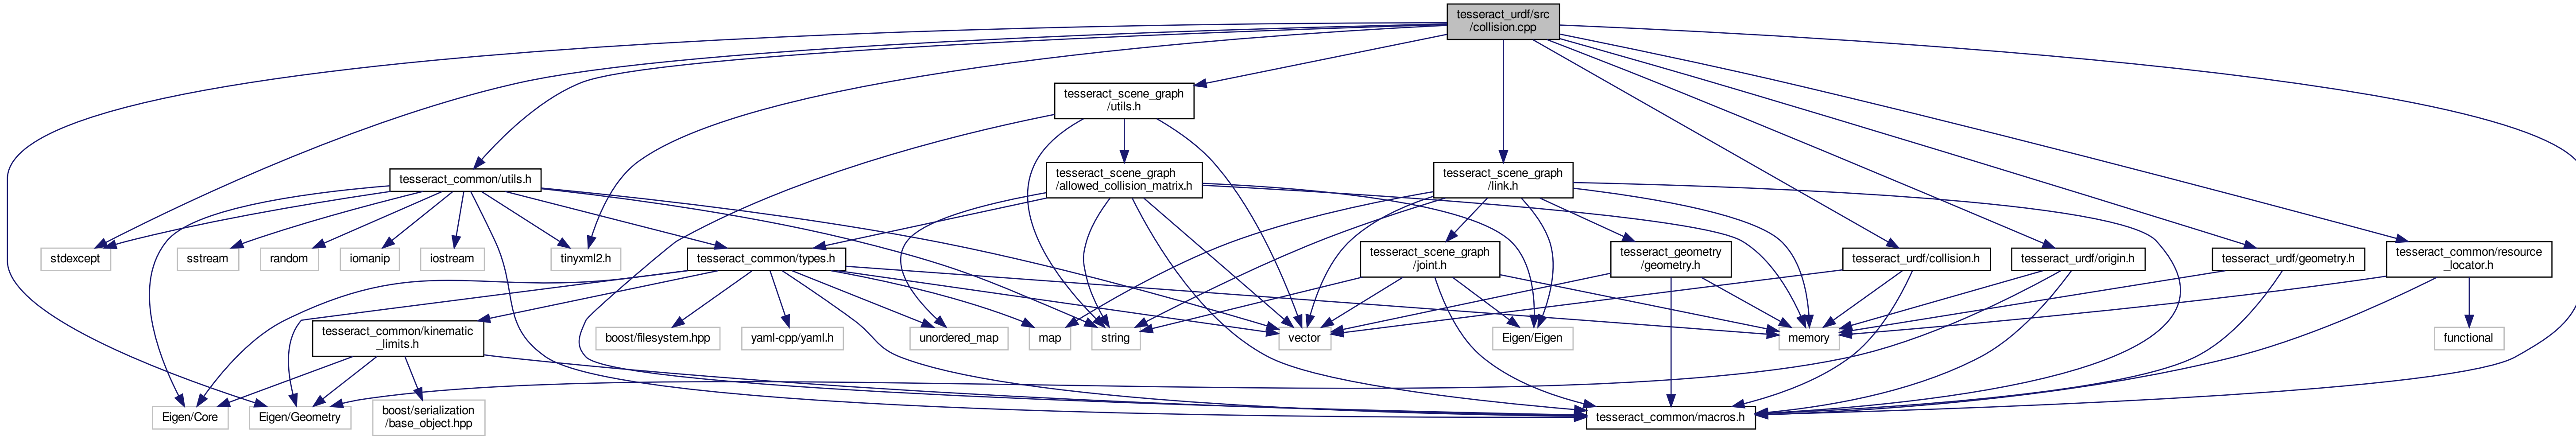 tesseract_urdf/src
/collision.cpp
tesseract_scene_graph
/utils.h
tesseract_common/utils.h
tesseract_scene_graph
/allowed_collision_matrix.h
tesseract_scene_graph
/link.h
stdexcept
sstream
random
iomanip
iostream
tinyxml2.h
tesseract_common/types.h
tesseract_scene_graph
/joint.h
tesseract_geometry
/geometry.h
tesseract_urdf/collision.h
tesseract_urdf/origin.h
tesseract_urdf/geometry.h
tesseract_common/resource
_locator.h
tesseract_common/kinematic
_limits.h
boost/filesystem.hpp
yaml-cpp/yaml.h
unordered_map
map
string
vector
Eigen/Eigen
memory
functional
Eigen/Core
Eigen/Geometry
boost/serialization
/base_object.hpp
tesseract_common/macros.h